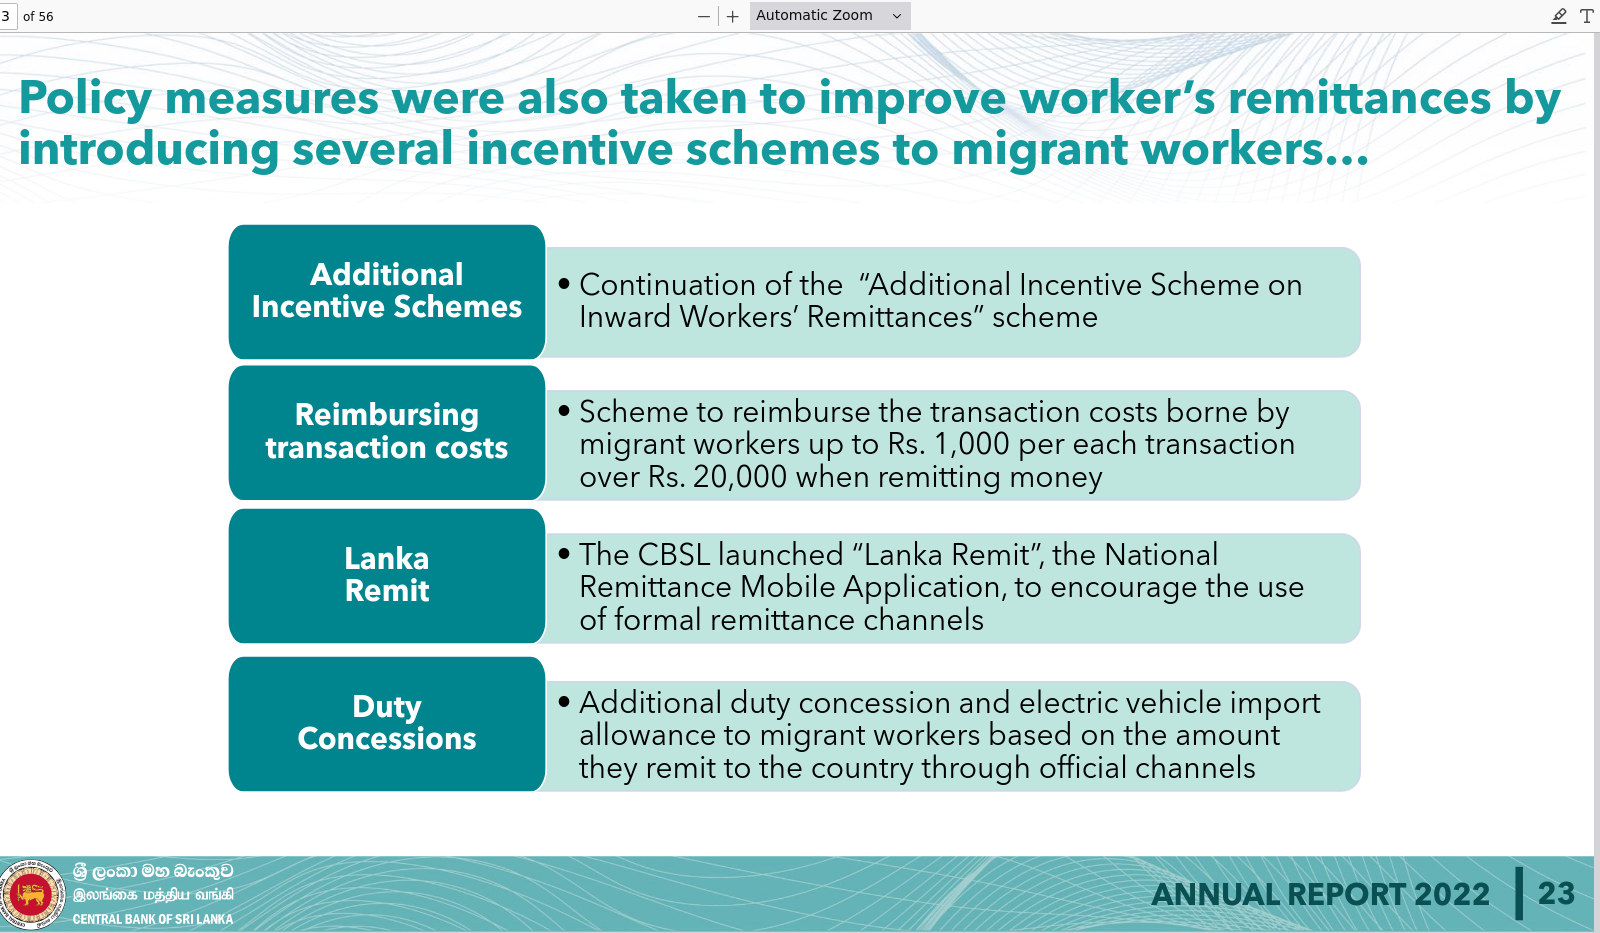 3 of 56
Automatic Zoom
Policy measures were also taken to improve worker’s remittances by
introducing several incentive schemes to migrant workers...
Additional
Incentive Schemes
• Continuation of the “Additional Incentive Scheme on
Inward Workers’ Remittances” scheme
Reimbursing
transaction costs
• Scheme to reimburse the transaction costs borne by
migrant workers up to Rs. 1,000 per each transaction
over Rs. 20,000 when remitting money
Lanka
Remit
• The CBSL launched “Lanka Remit”, the National
Remittance Mobile Application, to encourage the use
of formal remittance channels
Duty
Concessions
• Additional duty concession and electric vehicle import
allowance to migrant workers based on the amount
they remit to the country through official channels
ශ්‍රී ලංකා මහ බැංකුව
இலங்கை மத்திய வங்கி
CENTRAL BANK OF SRI LANKA
ANNUAL REPORT 2022
23